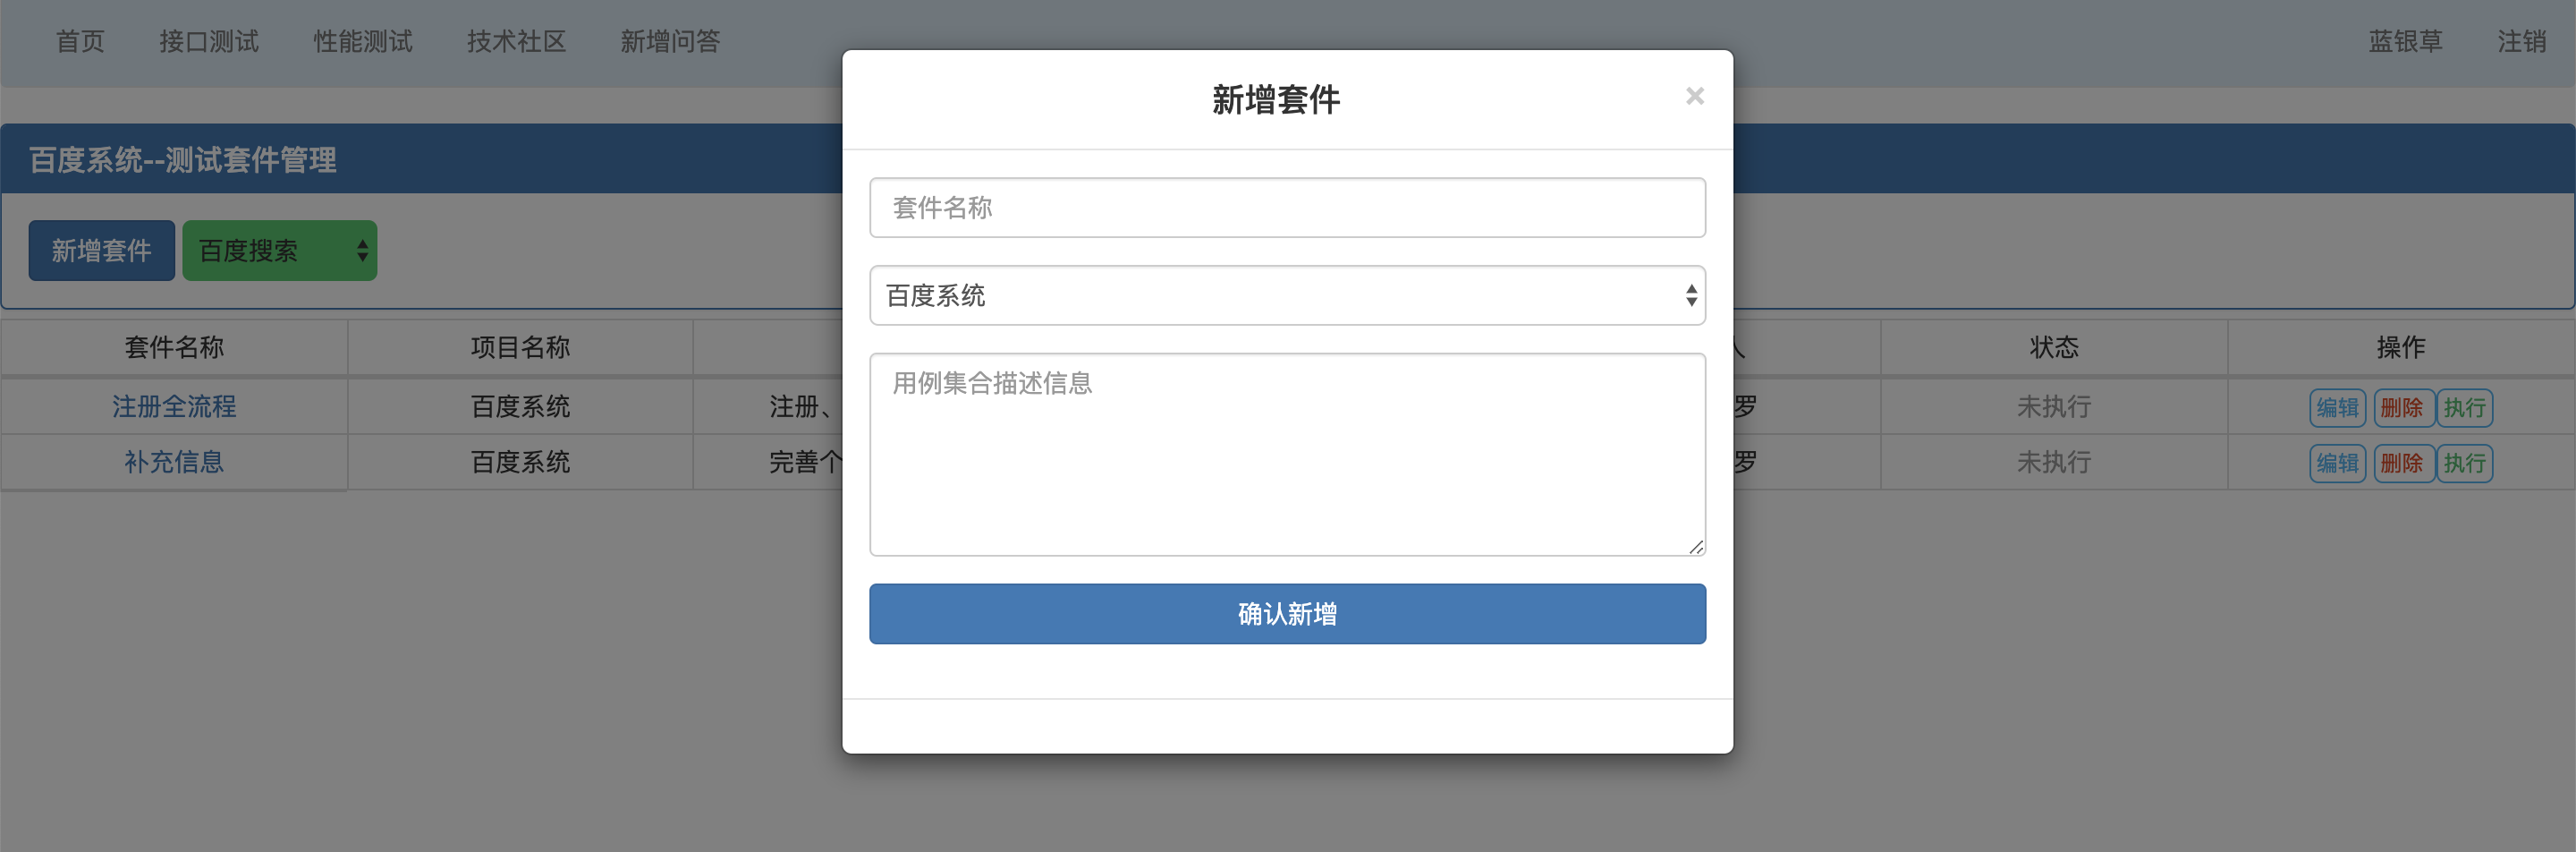 首页 接口测试 性能测试 技术社区 新增问答 蓝银草 注销
新增套件 ×
百度系统--测试套件管理
套件名称
新增套件 百度搜索
百度系统
套件名称 项目名称 人 状态 操作
用例集合描述信息
注册全流程 百度系统 注册、 罗 未执行 编辑 删除 执行
补充信息 百度系统 完善个 罗 未执行 编辑 删除 执行
确认新增